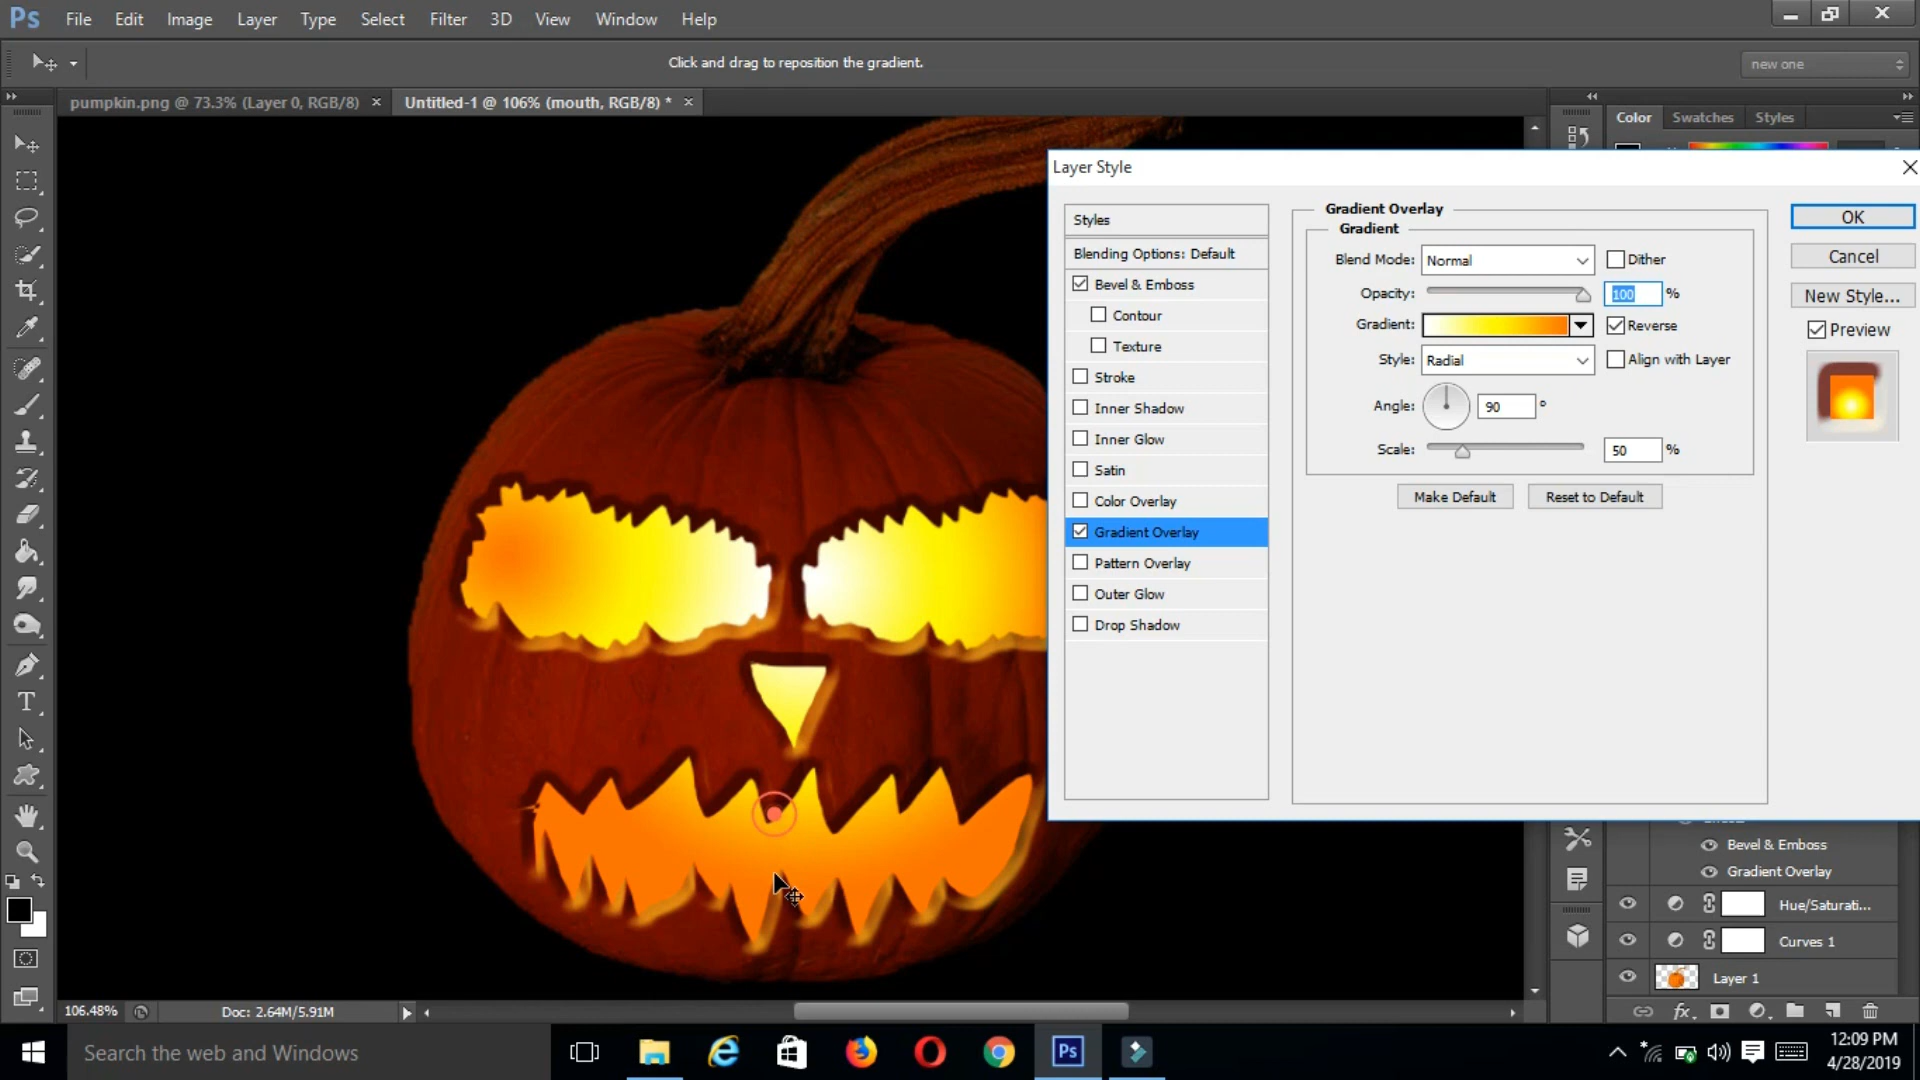 Ps File Edit Image Layer Type Select Filter 3D View Window Help
Click and drag to reposition the gradient.
new one
pumpkin.png @ 73.3% (Layer 0, RGB/8) × Untitled-1 @ 106% (mouth, RGB/8) * ×
Color Swatches Styles
Layer Style
Styles
Blending Options: Default
Bevel & Emboss
Contour
Texture
Stroke
Inner Shadow
Inner Glow
Satin
Color Overlay
Gradient Overlay
Pattern Overlay
Outer Glow
Drop Shadow
Gradient Overlay
Gradient
Blend Mode: Normal Dither
Opacity: 100 %
Gradient: Reverse
Style: Radial Align with Layer
Angle: 90 °
Scale: 50 %
Make Default Reset to Default
OK
Cancel
New Style...
Preview
Bevel & Emboss
Gradient Overlay
Hue/Saturati...
Curves 1
Layer 1
fx
T
106.48% Doc: 2.64M/5.91M
Search the web and Windows
Ps
12:09 PM
4/28/2019